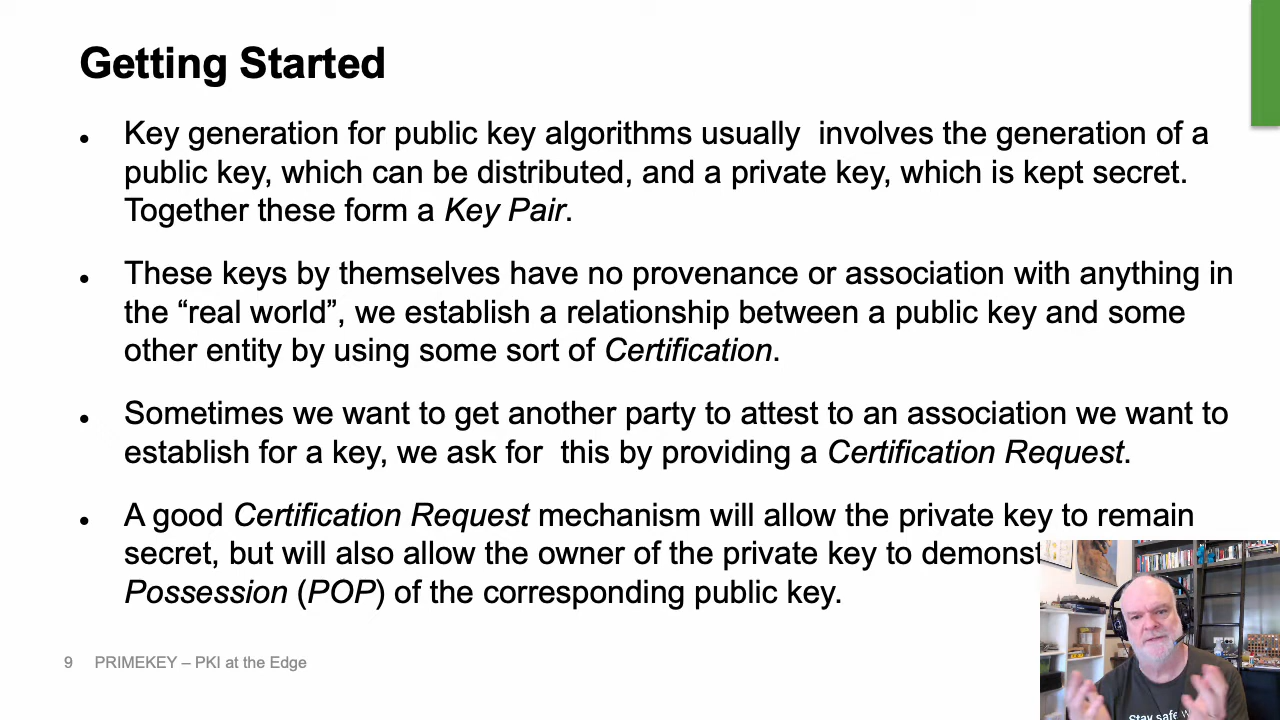 Getting Started
• Key generation for public key algorithms usually  involves the generation of a
public key, which can be distributed, and a private key, which is kept secret.
Together these form a Key Pair.
• These keys by themselves have no provenance or association with anything in
the “real world”, we establish a relationship between a public key and some
other entity by using some sort of Certification.
• Sometimes we want to get another party to attest to an association we want to
establish for a key, we ask for  this by providing a Certification Request.
• A good Certification Request mechanism will allow the private key to remain
secret, but will also allow the owner of the private key to demonst
Possession (POP) of the corresponding public key.
9 PRIMEKEY – PKI at the Edge
Stay safe